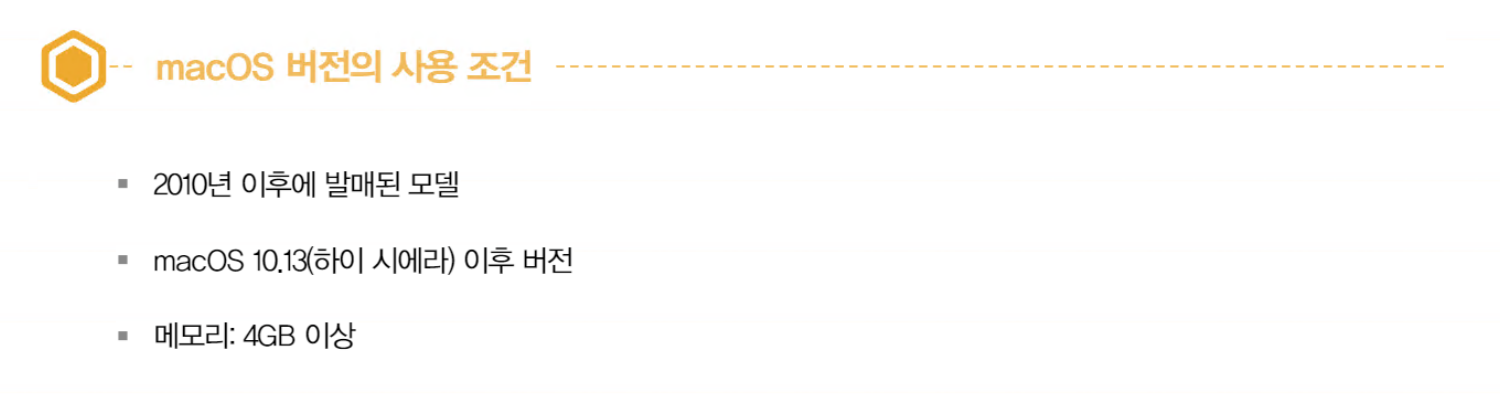 macOS 버전의 사용 조건
▪ 2010년 이후에 발매된 모델
▪ macOS 10.13(하이 시에라) 이후 버전
▪ 메모리: 4GB 이상